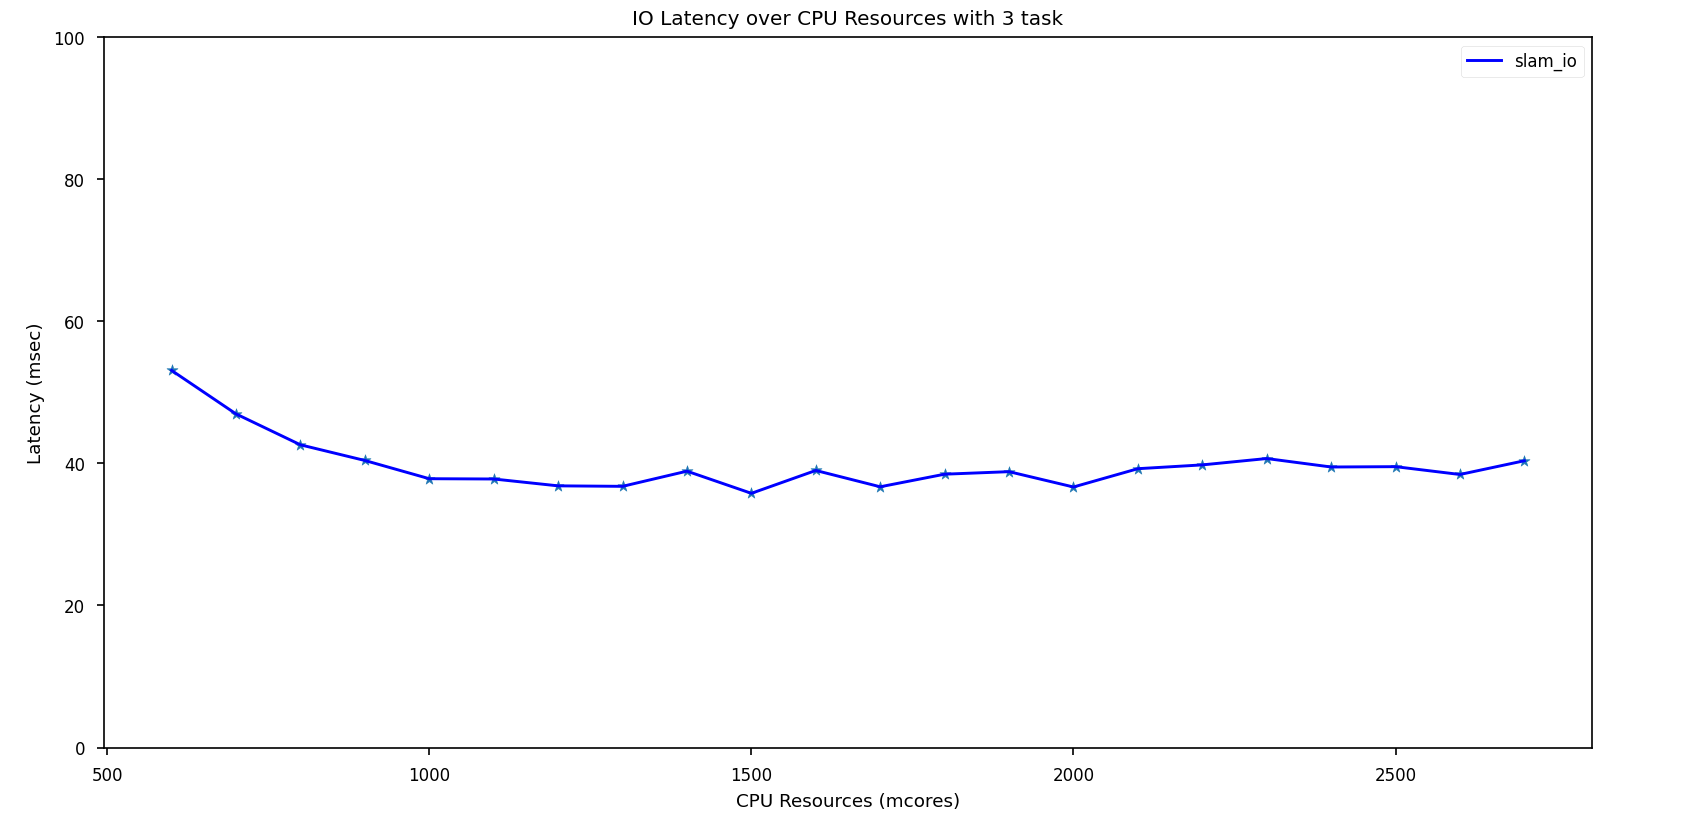 IO Latency over CPU Resources with 3 task
slam_io
100
80
60
40
20
0
Latency (msec)
500 1000 1500 2000 2500
CPU Resources (mcores)